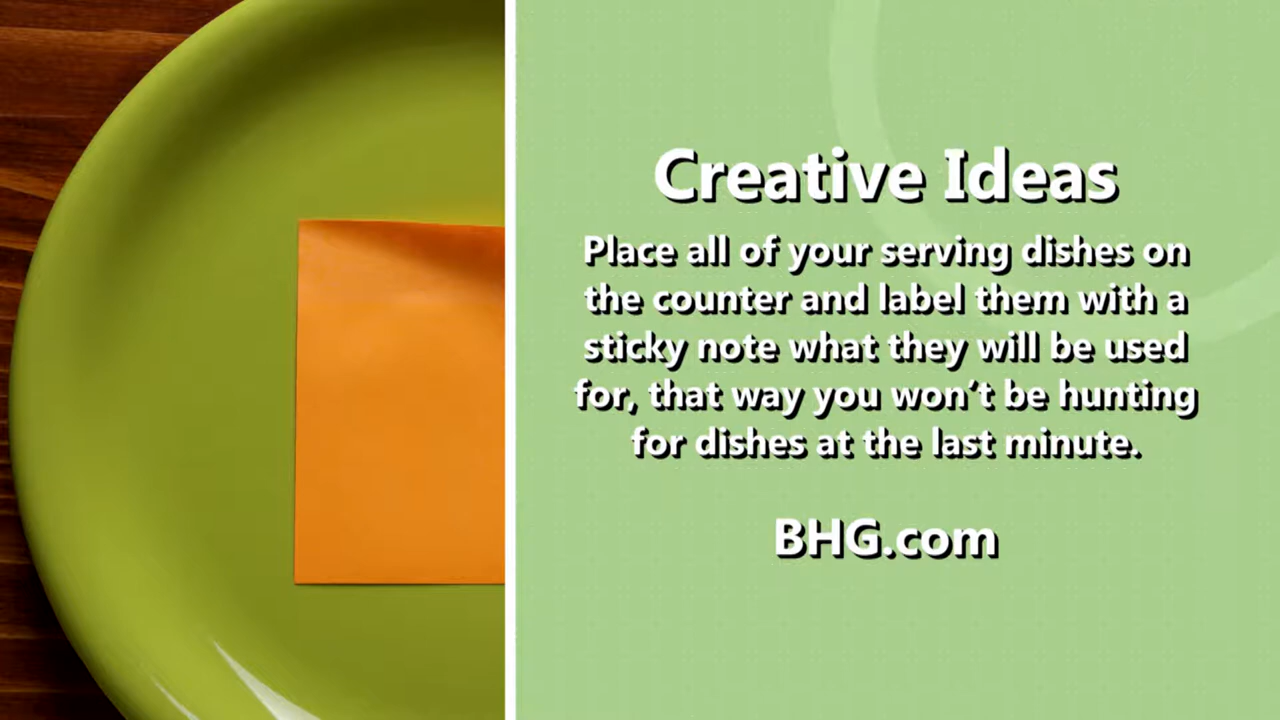 Creative Ideas
Place all of your serving dishes on
the counter and label them with a
sticky note what they will be used
for, that way you won’t be hunting
for dishes at the last minute.
BHG.com